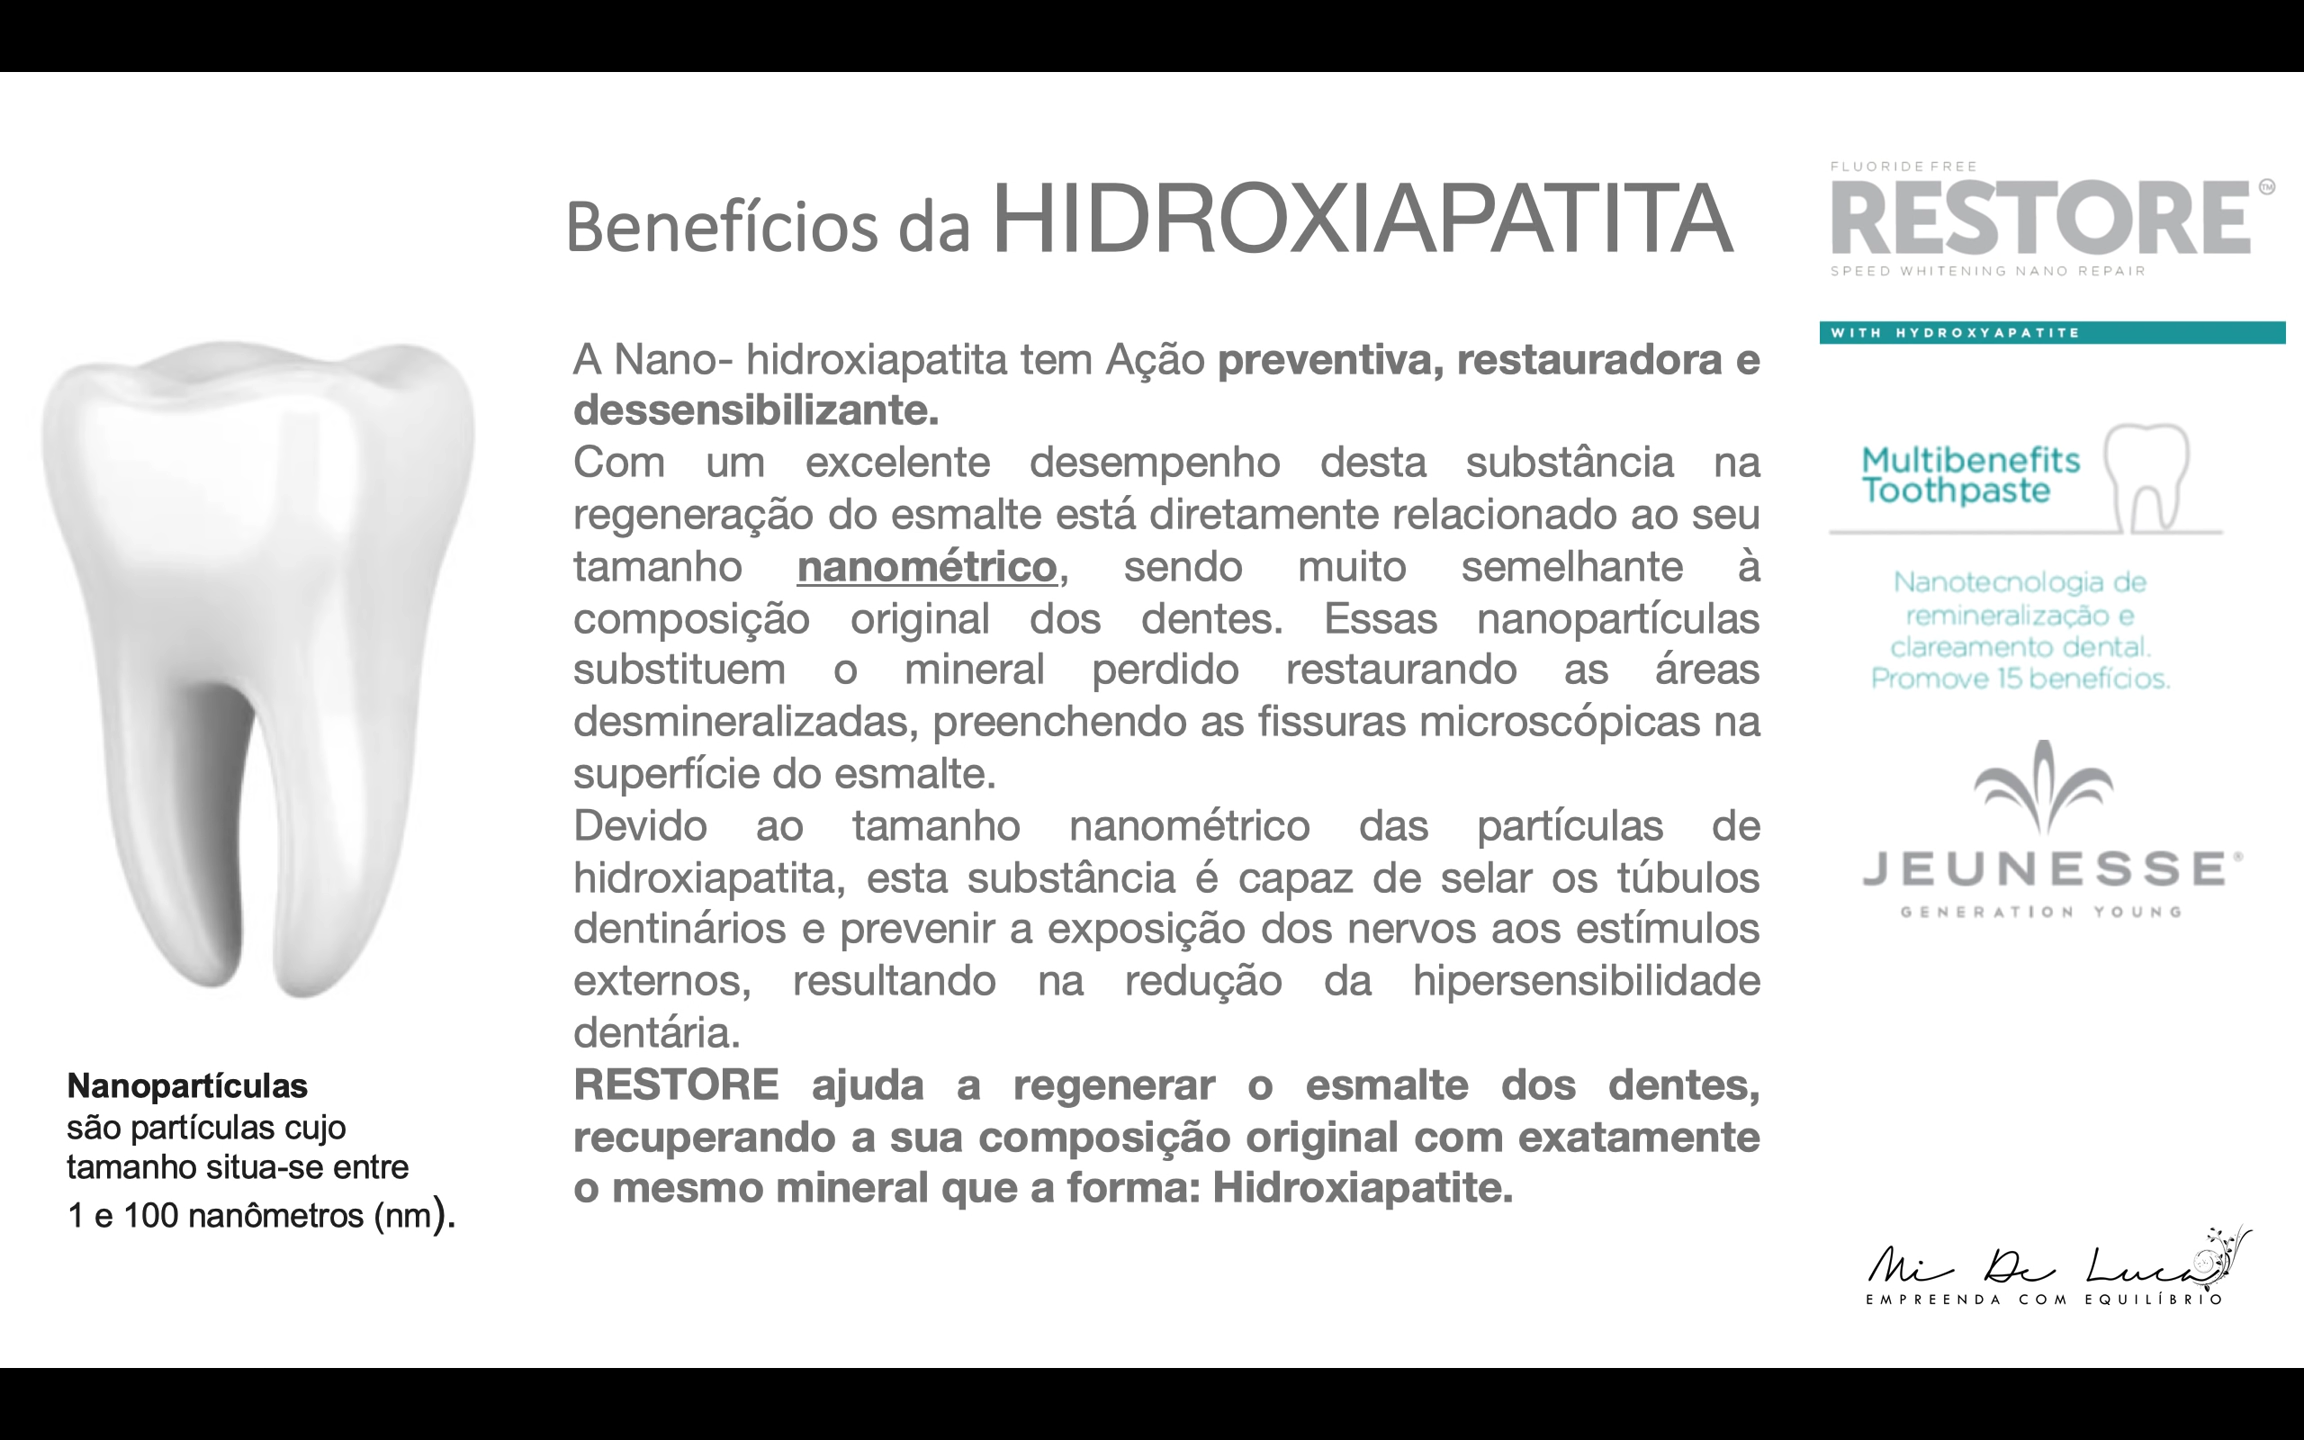 Benefícios da HIDROXIAPATITA
A Nano- hidroxiapatita tem Ação preventiva, restauradora e
dessensibilizante.
Com um excelente desempenho desta substância na
regeneração do esmalte está diretamente relacionado ao seu
tamanho nanométrico, sendo muito semelhante à
composição original dos dentes. Essas nanopartículas
substituem o mineral perdido restaurando as áreas
desmineralizadas, preenchendo as fissuras microscópicas na
superfície do esmalte.
Devido ao tamanho nanométrico das partículas de
hidroxiapatita, esta substância é capaz de selar os túbulos
dentinários e prevenir a exposição dos nervos aos estímulos
externos, resultando na redução da hipersensibilidade
dentária.
RESTORE ajuda a regenerar o esmalte dos dentes,
recuperando a sua composição original com exatamente
o mesmo mineral que a forma: Hidroxiapatite.
Nanopartículas
são partículas cujo
tamanho situa-se entre
1 e 100 nanômetros (nm).
FLUORIDE FREE
RESTORE™
SPEED WHITENING NANO REPAIR
WITH HYDROXYAPATITE
Multibenefits
Toothpaste
Nanotecnologia de
remineralização e
clareamento dental.
Promove 15 benefícios.
JEUNESSE®
GENERATION YOUNG
Mi De Luca
EMPREENDA COM EQUILÍBRIO